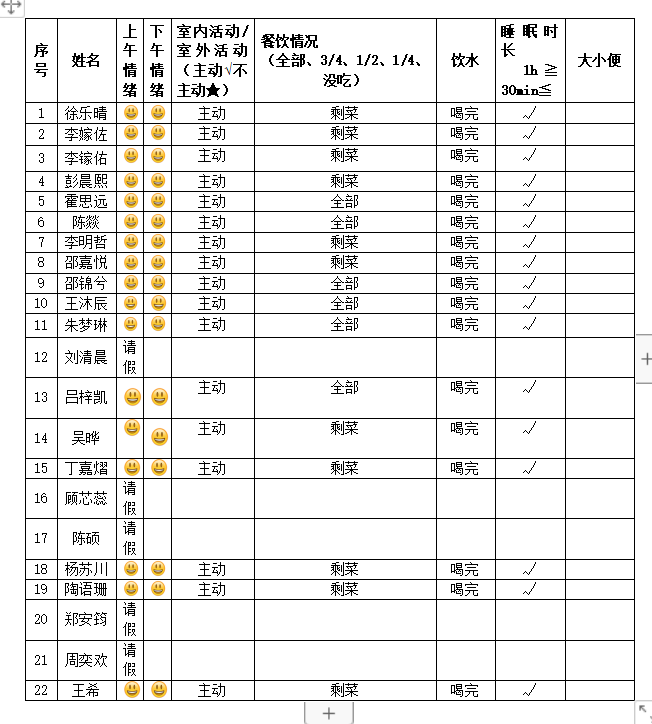 序号 姓名 上午情绪 下午情绪 室内活动/室外活动（主动√不主动★） 餐饮情况（全部、3/4、1/2、1/4、没吃） 饮水 睡眠时长 1h≧ 30min≦ 大小便
1 徐乐晴 😃 😃 主动 剩菜 喝完 √
2 李嫁佐 😃 😃 主动 剩菜 喝完 √
3 李镓佑 😃 😃 主动 剩菜 喝完 √
4 彭晨熙 😃 😃 主动 剩菜 喝完 √
5 霍思远 😃 😃 主动 全部 喝完 √
6 陈燚 😃 😃 主动 全部 喝完 √
7 李明哲 😃 😃 主动 剩菜 喝完 √
8 邵嘉悦 😃 😃 主动 剩菜 喝完 √
9 邵锦兮 😃 😃 主动 全部 喝完 √
10 王沐辰 😃 😃 主动 全部 喝完 √
11 朱梦琳 😃 😃 主动 全部 喝完 √
12 刘清晨 请假
13 吕梓凯 😃 😃 主动 全部 喝完 √
14 吴晔 😃 😃 主动 剩菜 喝完 √
15 丁嘉熠 😃 😃 主动 剩菜 喝完 √
16 顾芯蕊 请假
17 陈硕 请假
18 杨苏川 😃 😃 主动 剩菜 喝完 √
19 陶语珊 😃 😃 主动 剩菜 喝完 √
20 郑安筠 请假
21 周奕欢 请假
22 王希 😃 😃 主动 剩菜 喝完 √